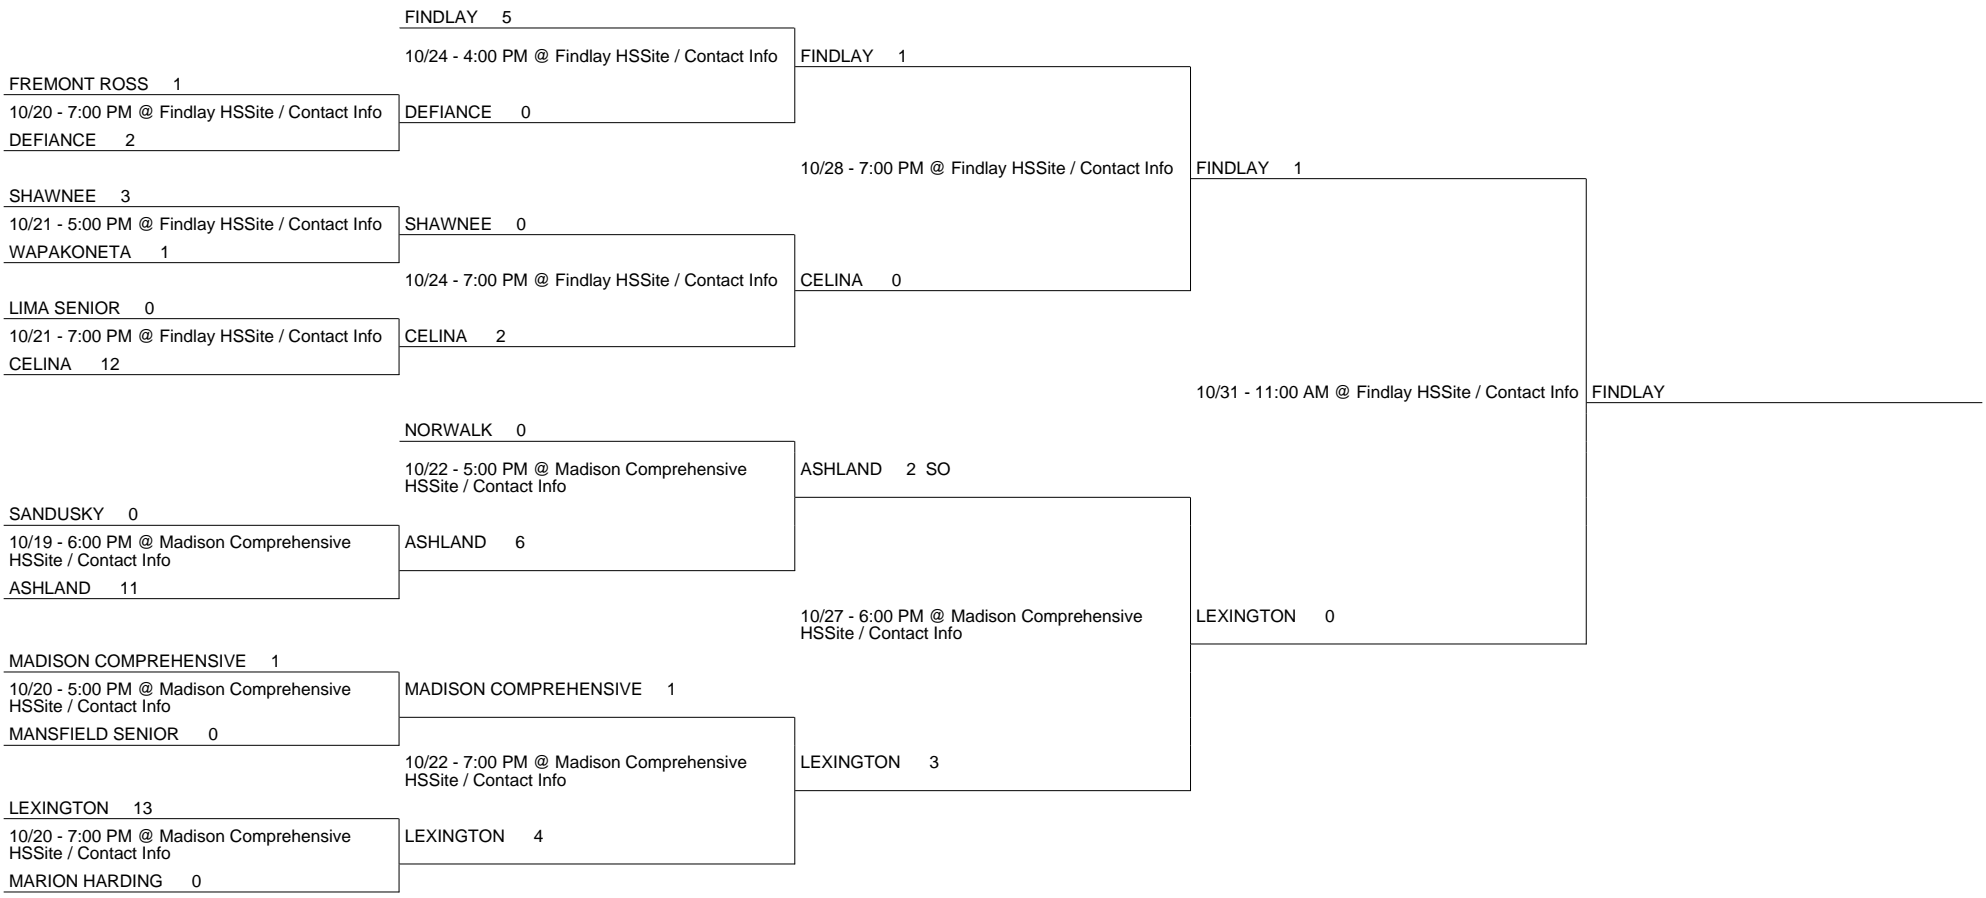 FINDLAY 5
10/24 - 4:00 PM @ Findlay HSSite / Contact Info
FINDLAY 1
FREMONT ROSS 1
10/20 - 7:00 PM @ Findlay HSSite / Contact Info
DEFIANCE 0
DEFIANCE 2
10/28 - 7:00 PM @ Findlay HSSite / Contact Info
FINDLAY 1
SHAWNEE 3
10/21 - 5:00 PM @ Findlay HSSite / Contact Info
SHAWNEE 0
WAPAKONETA 1
10/24 - 7:00 PM @ Findlay HSSite / Contact Info
CELINA 0
LIMA SENIOR 0
10/21 - 7:00 PM @ Findlay HSSite / Contact Info
CELINA 2
CELINA 12
10/31 - 11:00 AM @ Findlay HSSite / Contact Info
FINDLAY
NORWALK 0
10/22 - 5:00 PM @ Madison Comprehensive
HSSite / Contact Info
ASHLAND 2 SO
SANDUSKY 0
10/19 - 6:00 PM @ Madison Comprehensive
HSSite / Contact Info
ASHLAND 6
ASHLAND 11
10/27 - 6:00 PM @ Madison Comprehensive
HSSite / Contact Info
LEXINGTON 0
MADISON COMPREHENSIVE 1
10/20 - 5:00 PM @ Madison Comprehensive
HSSite / Contact Info
MADISON COMPREHENSIVE 1
MANSFIELD SENIOR 0
10/22 - 7:00 PM @ Madison Comprehensive
HSSite / Contact Info
LEXINGTON 3
LEXINGTON 13
10/20 - 7:00 PM @ Madison Comprehensive
HSSite / Contact Info
LEXINGTON 4
MARION HARDING 0